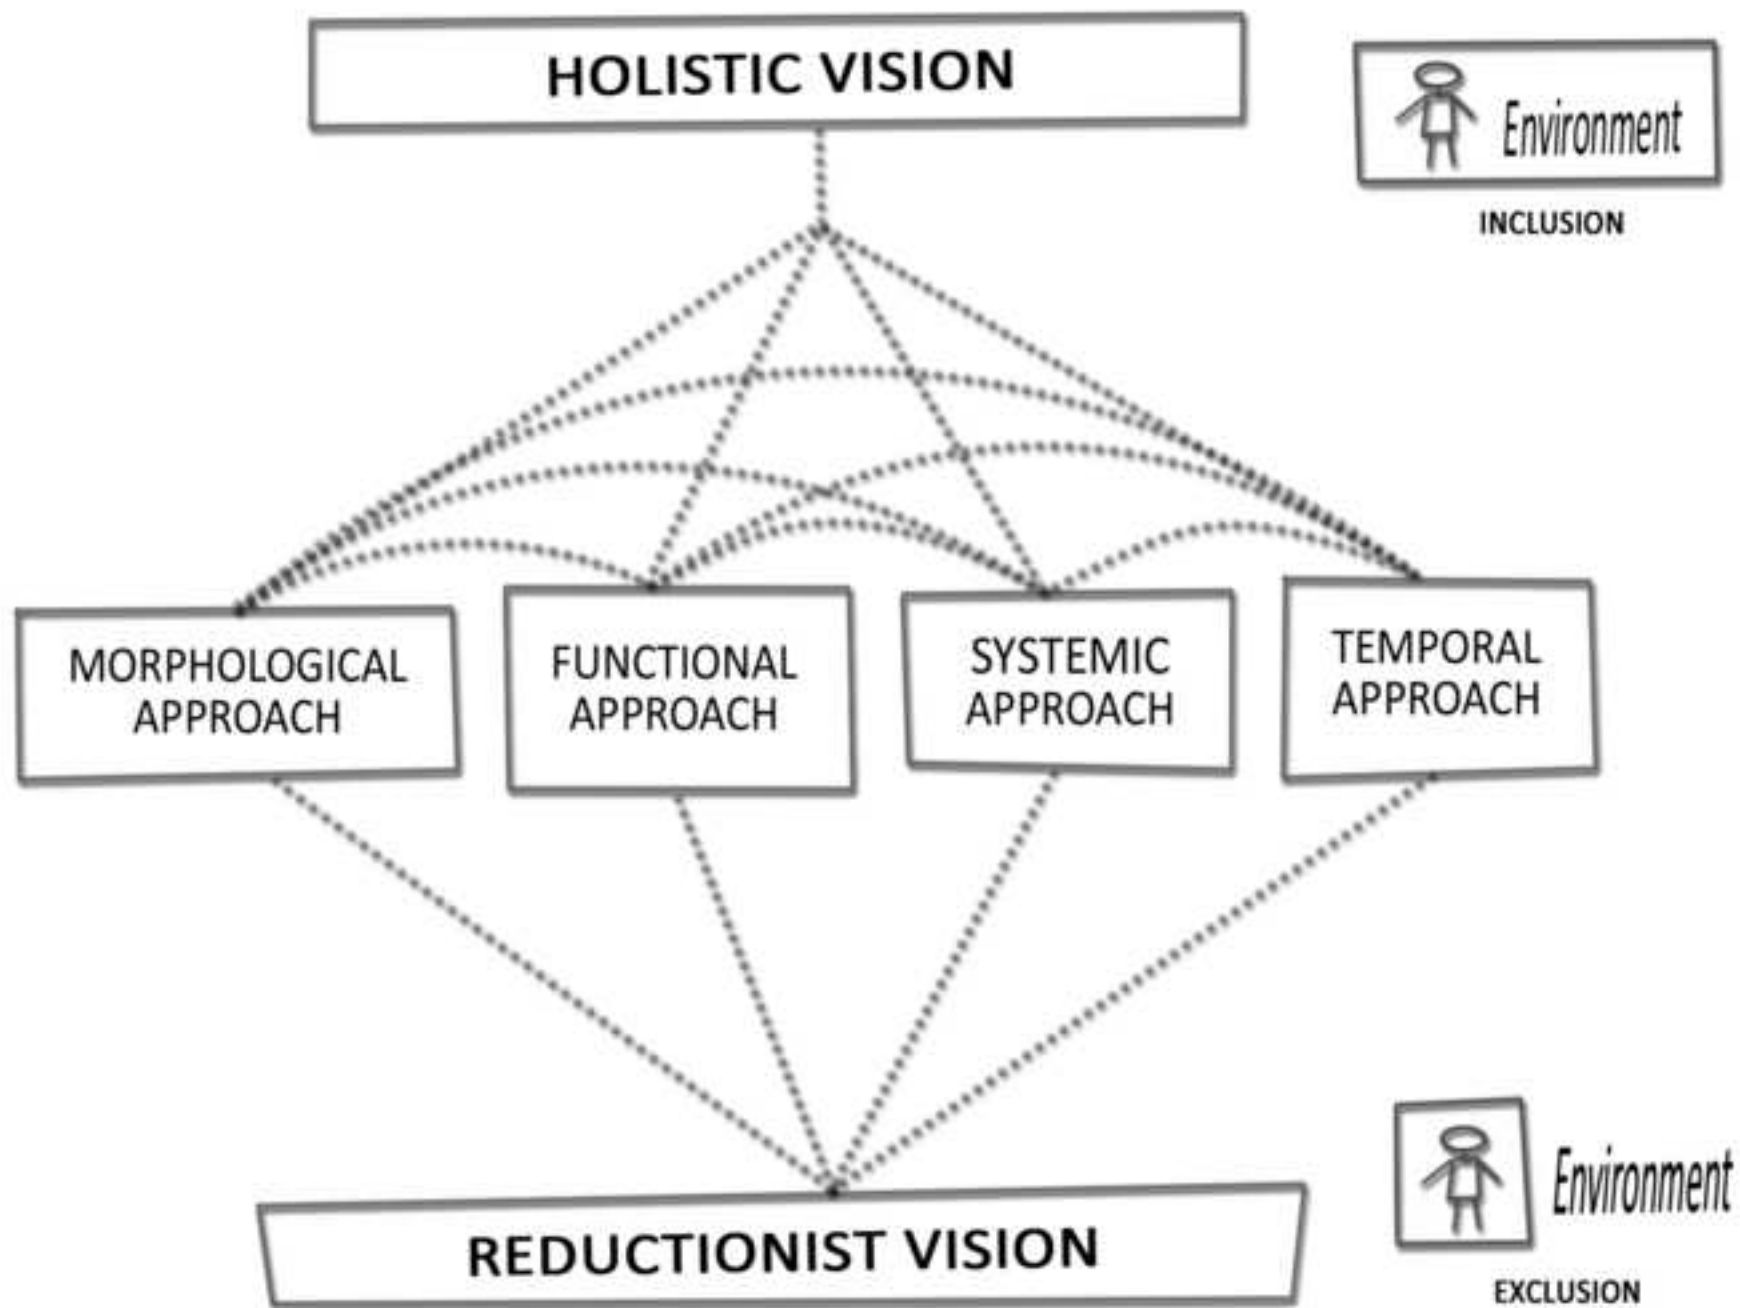 HOLISTIC VISION
Environment
INCLUSION
MORPHOLOGICAL
APPROACH
FUNCTIONAL
APPROACH
SYSTEMIC
APPROACH
TEMPORAL
APPROACH
REDUCTIONIST VISION
Environment
EXCLUSION